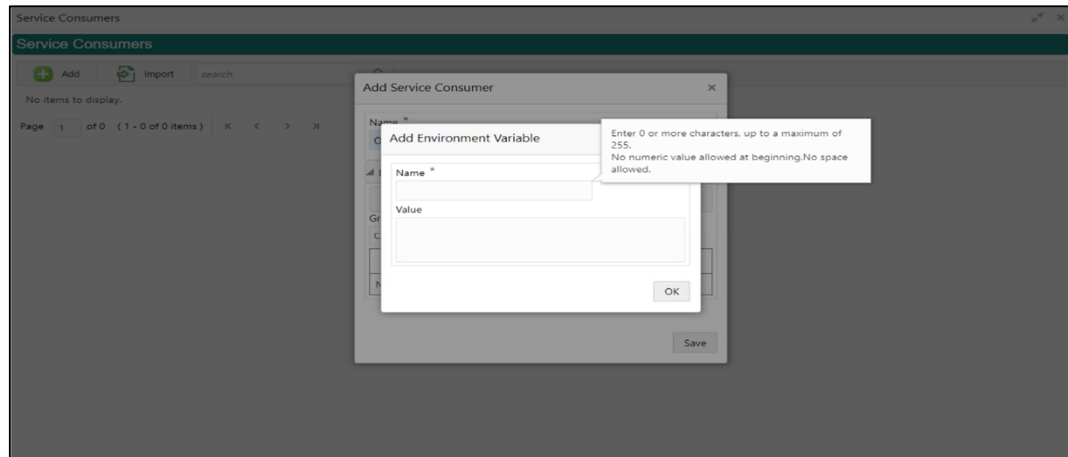 Service Consumers
Service Consumers
Add Import search
No items to display.
Page 1 of 0 ( 1 - 0 of 0 items ) K < > X
Add Service Consumer ×
Name *
Add Environment Variable
Enter 0 or more characters, up to a maximum of
255.
No numeric value allowed at beginning.No space
allowed.
Name *
Value
Gr
OK
Save